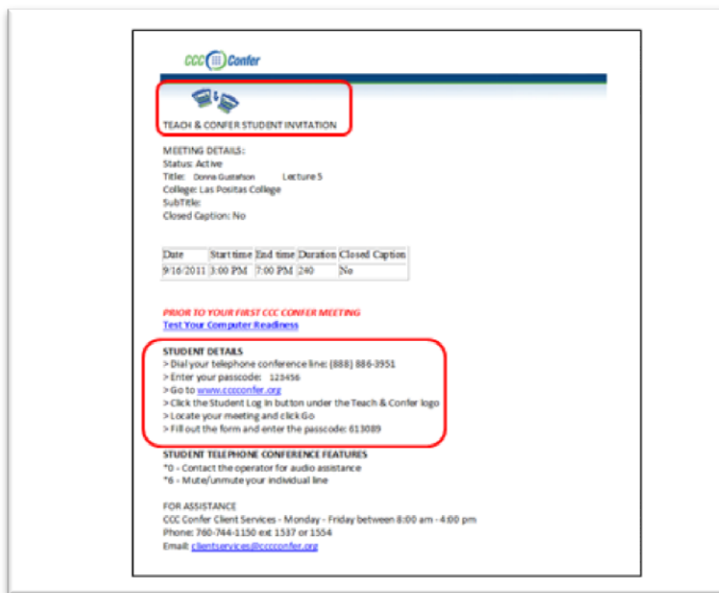 CCC Confer
TEACH & CONFER STUDENT INVITATION
MEETING DETAILS:
Status: Active
Title: Donna Gustafson Lecture 5
College: Las Positas College
SubTitle:
Closed Caption: No
Date Start time End time Duration Closed Caption
9/16/2011 3:00 PM 7:00 PM 240 No
PRIOR TO YOUR FIRST CCC CONFER MEETING
Test Your Computer Readiness
STUDENT DETAILS
> Dial your telephone conference line: (888) 886-3951
> Enter your passcode: 123456
> Go to www.cccconfer.org
> Click the Student Log In button under the Teach & Confer logo
> Locate your meeting and click Go
> Fill out the form and enter the passcode: 613089
STUDENT TELEPHONE CONFERENCE FEATURES
*0 - Contact the operator for audio assistance
*6 - Mute/unmute your individual line
FOR ASSISTANCE
CCC Confer Client Services - Monday - Friday between 8:00 am - 4:00 pm
Phone: 760-744-1150 ext 1537 or 1554
Email: clientservices@cccconfer.org